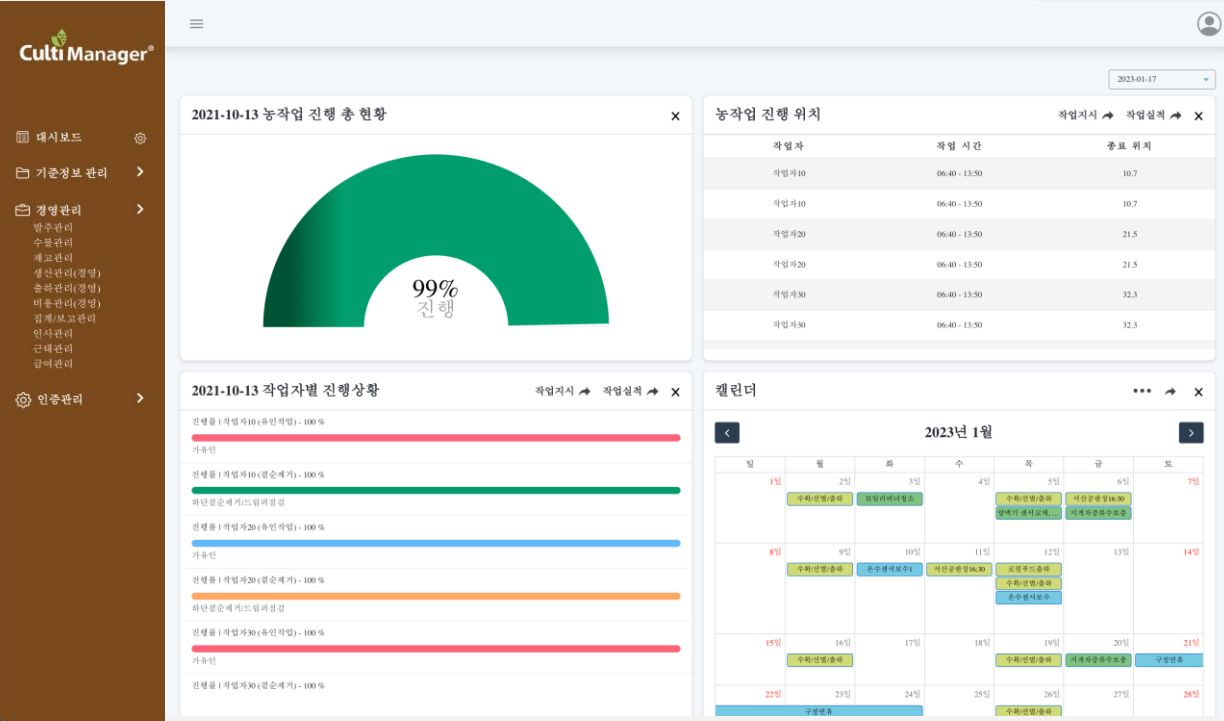 CultiManager®
대시보드
기준정보 관리
경영관리
발주관리
수불관리
재고관리
생산관리(경영)
출하관리(경영)
비용관리(경영)
집계/보고관리
인사관리
근태관리
급여관리
인증관리
2023-01-17
2021-10-13 농작업 진행 총 현황
99%
진행
농작업 진행 위치 작업지시 작업실적
작업자 작업 시간 종료 위치
작업자10 06:40 - 13:50 10.7
작업자10 06:40 - 13:50 10.7
작업자20 06:40 - 13:50 21.5
작업자20 06:40 - 13:50 21.5
작업자30 06:40 - 13:50 32.3
작업자30 06:40 - 13:50 32.3
2021-10-13 작업자별 진행상황 작업지시 작업실적
진행률 | 작업자10 (유인작업) - 100 %
가유인
진행률 | 작업자10 (곁순제거) - 100 %
하단곁순제거/드립퍼점검
진행률 | 작업자20 (유인작업) - 100 %
가유인
진행률 | 작업자20 (곁순제거) - 100 %
하단곁순제거/드립퍼점검
진행률 | 작업자30 (유인작업) - 100 %
가유인
진행률 | 작업자30 (곁순제거) - 100 %
캘린더
2023년 1월
일 월 화 수 목 금 토
1일 2일 3일 4일 5일 6일 7일
수확/선별/출하 보일러버너청소 수확/선별/출하 서산공판장16:30
양액기 센서교체,... 지게차증류수보충
8일 9일 10일 11일 12일 13일 14일
수확/선별/출하 온수센서보수1 서산공판장16:30 로컬푸드출하
수확/선별/출하
온수센서보수
15일 16일 17일 18일 19일 20일 21일
수확/선별/출하 수확/선별/출하 지게차증류수보충 구정연휴
22일 23일 24일 25일 26일 27일 28일
구정연휴 수확/선별/출하